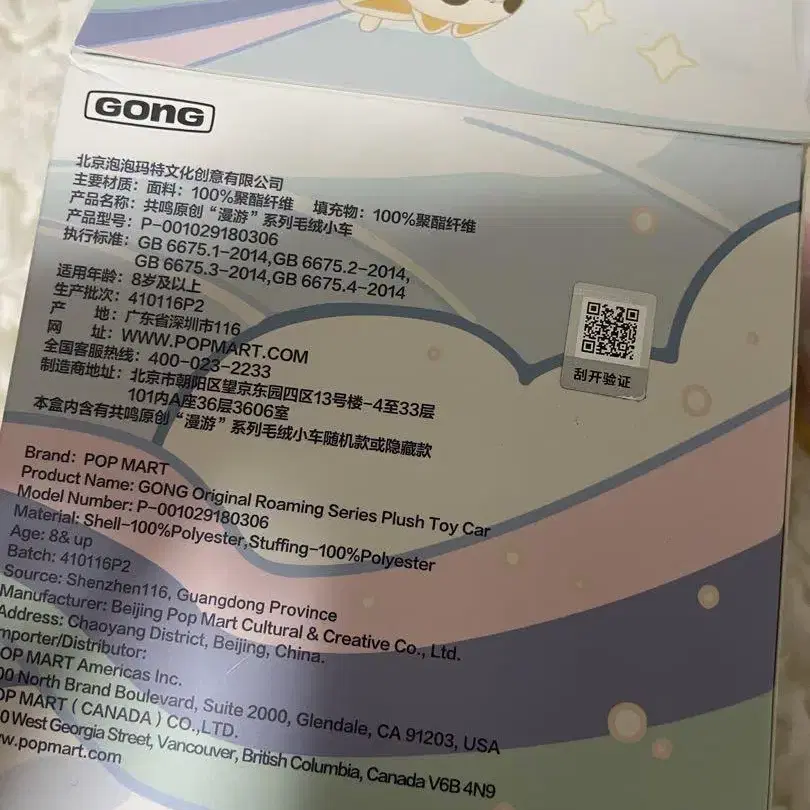 GONG
北京泡泡玛特文化创意有限公司
主要材质：面料：100%聚酯纤维 填充物：100%聚酯纤维
产品名称：共鸣原创“漫游”系列毛绒小车
产品型号：P-001029180306
执行标准：GB 6675.1-2014,GB 6675.2-2014,
GB 6675.3-2014,GB 6675.4-2014
适用年龄：8岁及以上
生产批次：410116P2
产 地：广东省深圳市116
网 址：WWW.POPMART.COM
全国客服热线：400-023-2233
制造商地址：北京市朝阳区望京东园四区13号楼-4至33层
101内A座36层3606室
本盒内含有共鸣原创“漫游”系列毛绒小车随机款或隐藏款
刮开验证
Brand: POP MART
Product Name: GONG Original Roaming Series Plush Toy Car
Model Number: P-001029180306
Material: Shell-100%Polyester,Stuffing-100%Polyester
Age: 8& up
Batch: 410116P2
Source: Shenzhen116, Guangdong Province
Manufacturer: Beijing Pop Mart Cultural & Creative Co., Ltd.
Address: Chaoyang District, Beijing, China.
mporter/Distributor:
OP MART Americas Inc.
00 North Brand Boulevard, Suite 2000, Glendale, CA 91203, USA
OP MART ( CANADA ) CO.,LTD.
0 West Georgia Street, Vancouver, British Columbia, Canada V6B 4N9
w.popmart.com